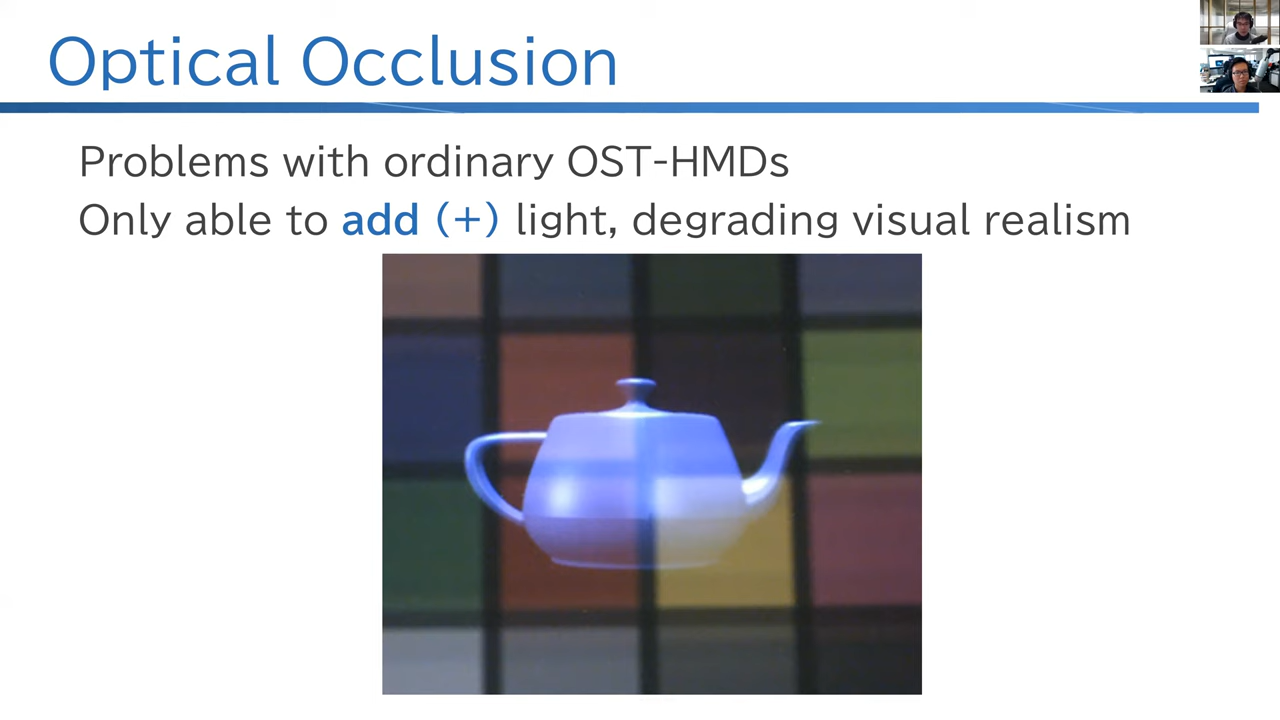 Optical Occlusion
Problems with ordinary OST-HMDs
Only able to add (+) light, degrading visual realism